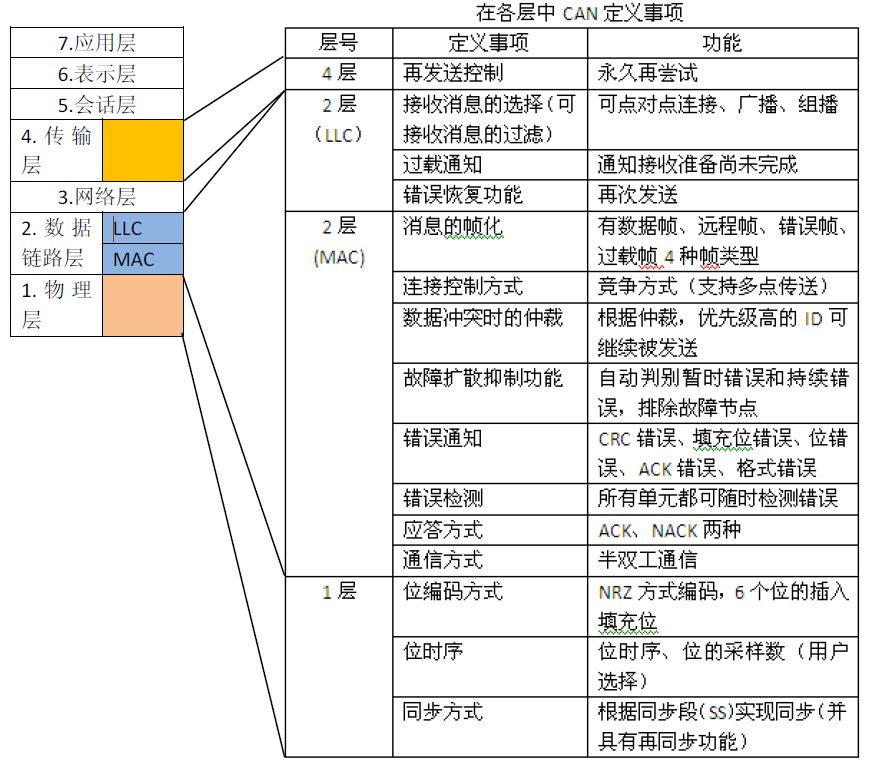 在各层中 CAN 定义事项
7.应用层
6.表示层
5.会话层
4. 传 输
层
3.网络层
2. 数 据
链路层
LLC
MAC
1. 物 理
层
层号 定义事项 功能
4 层 再发送控制 永久再尝试
2 层
（LLC）
接收消息的选择（可
接收消息的过滤）
可点对点连接、广播、组播
过载通知 通知接收准备尚未完成
错误恢复功能 再次发送
2 层
(MAC)
消息的帧化
有数据帧、远程帧、错误帧、
过载帧 4 种帧类型
连接控制方式 竞争方式（支持多点传送）
数据冲突时的仲裁
根据仲裁，优先级高的 ID 可
继续被发送
故障扩散抑制功能
自动判别暂时错误和持续错
误，排除故障节点
错误通知
CRC 错误、填充位错误、位错
误、ACK 错误、格式错误
错误检测 所有单元都可随时检测错误
应答方式 ACK、NACK 两种
通信方式 半双工通信
1 层
位编码方式
NRZ 方式编码，6 个位的插入
填充位
位时序
位时序、位的采样数（用户
选择）
同步方式
根据同步段(SS)实现同步(并
具有再同步功能）